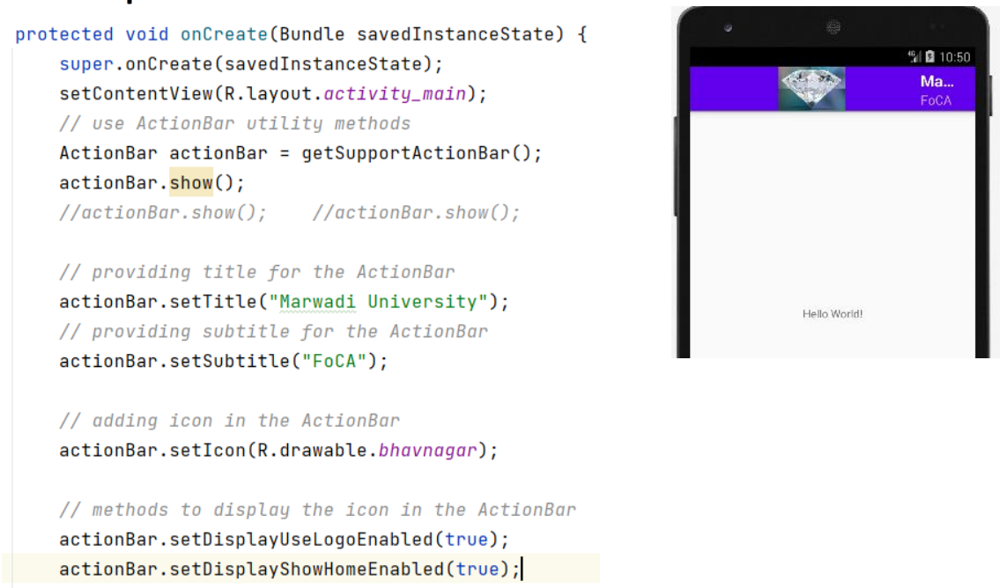 protected void onCreate(Bundle savedInstanceState) {
super.onCreate(savedInstanceState);
setContentView(R.layout.activity_main);
// use ActionBar utility methods
ActionBar actionBar = getSupportActionBar();
actionBar.show();
//actionBar.show();    //actionBar.show();
// providing title for the ActionBar
actionBar.setTitle("Marwadi University");
// providing subtitle for the ActionBar
actionBar.setSubtitle("FoCA");
// adding icon in the ActionBar
actionBar.setIcon(R.drawable.bhavnagar);
// methods to display the icon in the ActionBar
actionBar.setDisplayUseLogoEnabled(true);
actionBar.setDisplayShowHomeEnabled(true);
4G 10:50
Ma...
FoCA
Hello World!